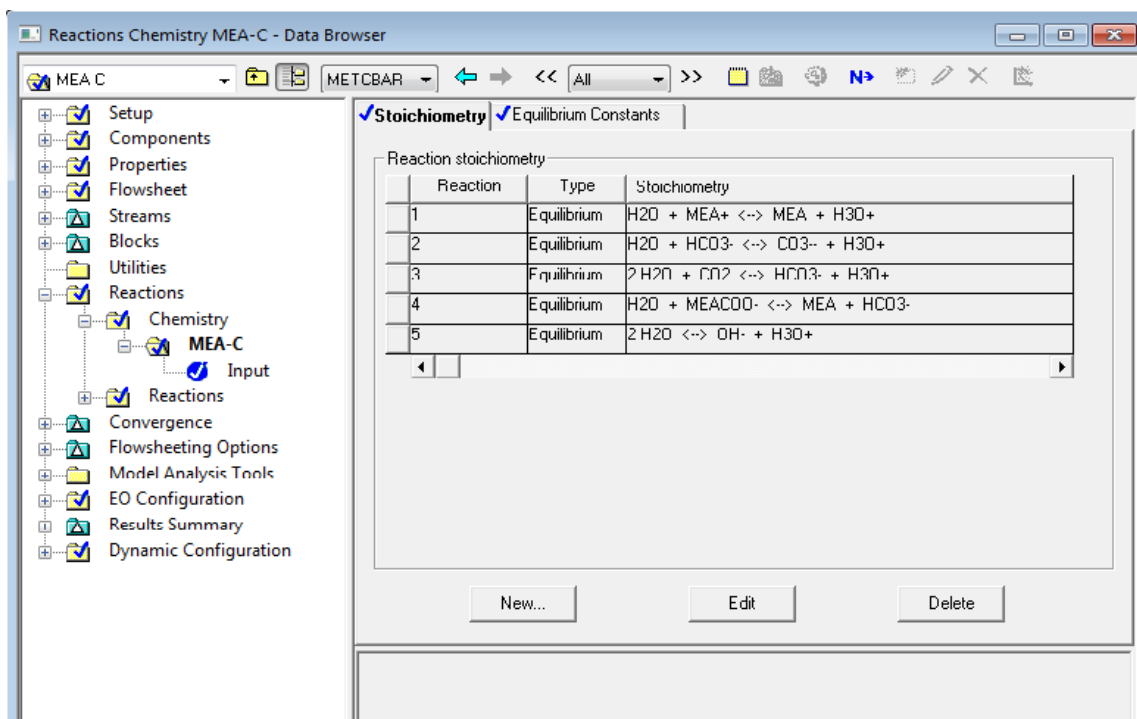 Reactions Chemistry MEA-C - Data Browser
MEA C METCBAR << All >> N
Setup
Components
Properties
Flowsheet
Streams
Blocks
Utilities
Reactions
Chemistry
MEA-C
Input
Reactions
Convergence
Flowsheeting Options
Model Analysis Tools
EO Configuration
Results Summary
Dynamic Configuration
Stoichiometry Equilibrium Constants
Reaction stoichiometry
Reaction Type Stoichiometry
1 Equilibrium H2O + MEA+ <--> MEA + H3O+
2 Equilibrium H2O + HCO3- <--> CO3-- + H3O+
3 Equilibrium 2 H2O + CO2 <--> HCO3- + H3O+
4 Equilibrium H2O + MEACOO- <--> MEA + HCO3-
5 Equilibrium 2 H2O <--> OH- + H3O+
New... Edit Delete